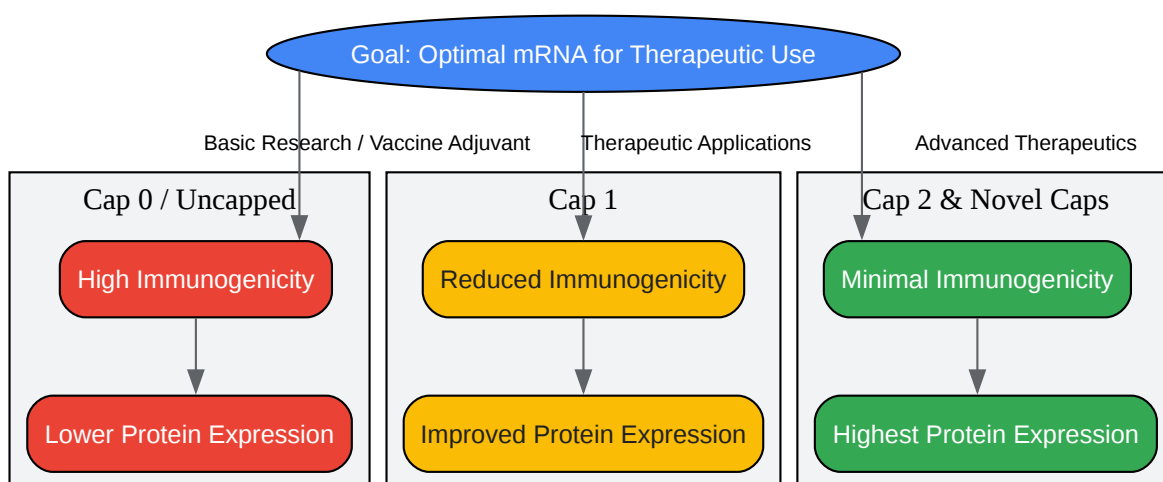 Goal: Optimal mRNA for Therapeutic Use
Basic Research / Vaccine Adjuvant
Therapeutic Applications
Advanced Therapeutics
Cap 0 / Uncapped
Cap 1
Cap 2 & Novel Caps
High Immunogenicity
Reduced Immunogenicity
Minimal Immunogenicity
Lower Protein Expression
Improved Protein Expression
Highest Protein Expression